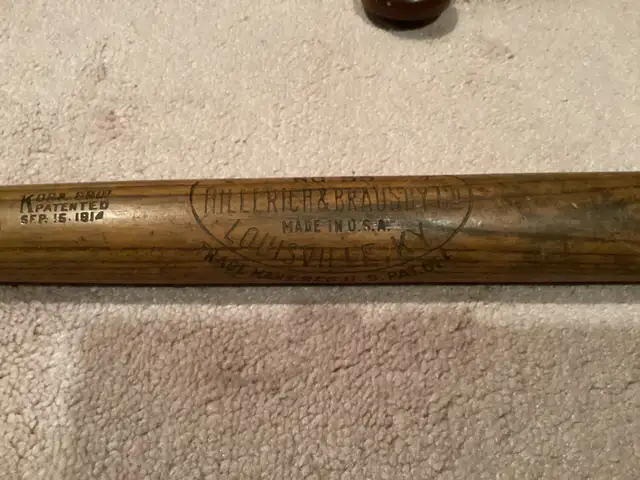 KORK GRIP
PATENTED
SEP. 15. 1914
HILLERICH & BRADSBY CO
MADE IN U.S.A.
LOUISVILLE, KY.
TRADE MARK REG. U.S. PAT. OFF.